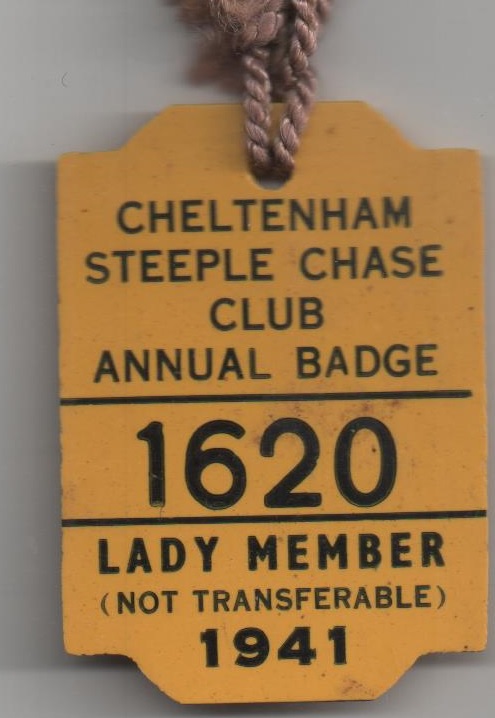 CHELTENHAM
STEEPLE CHASE
CLUB
ANNUAL BADGE
1620
LADY MEMBER
(NOT TRANSFERABLE)
1941